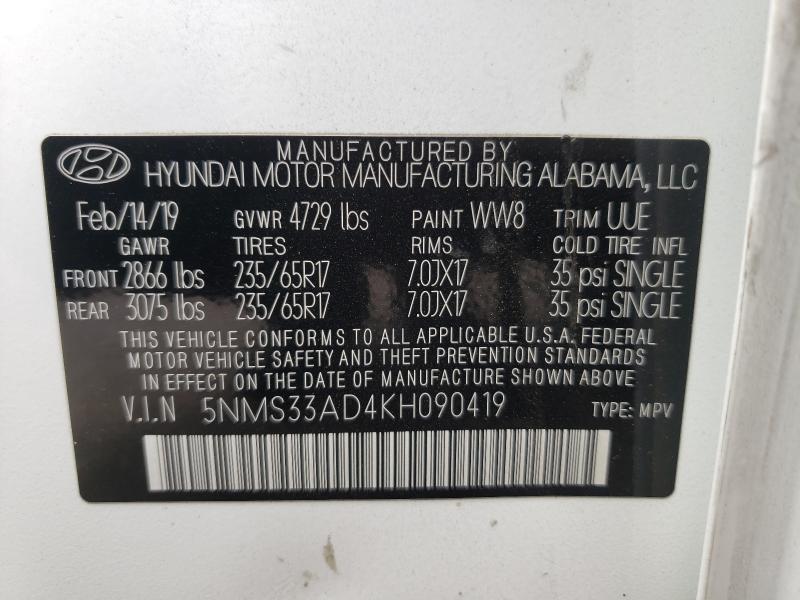 MANUFACTURED BY
HYUNDAI MOTOR MANUFACTURING ALABAMA, LLC
Feb/14/19 GVWR 4729 lbs PAINT WW8 TRIM UUE
GAWR TIRES RIMS COLD TIRE INFL
FRONT 2866 lbs 235/65R17 7.0JX17 35 psi SINGLE
REAR 3075 lbs 235/65R17 7.0JX17 35 psi SINGLE
THIS VEHICLE CONFORMS TO ALL APPLICABLE U.S.A. FEDERAL
MOTOR VEHICLE SAFETY AND THEFT PREVENTION STANDARDS
IN EFFECT ON THE DATE OF MANUFACTURE SHOWN ABOVE.
V.I.N 5NMS33AD4KH090419 TYPE: MPV